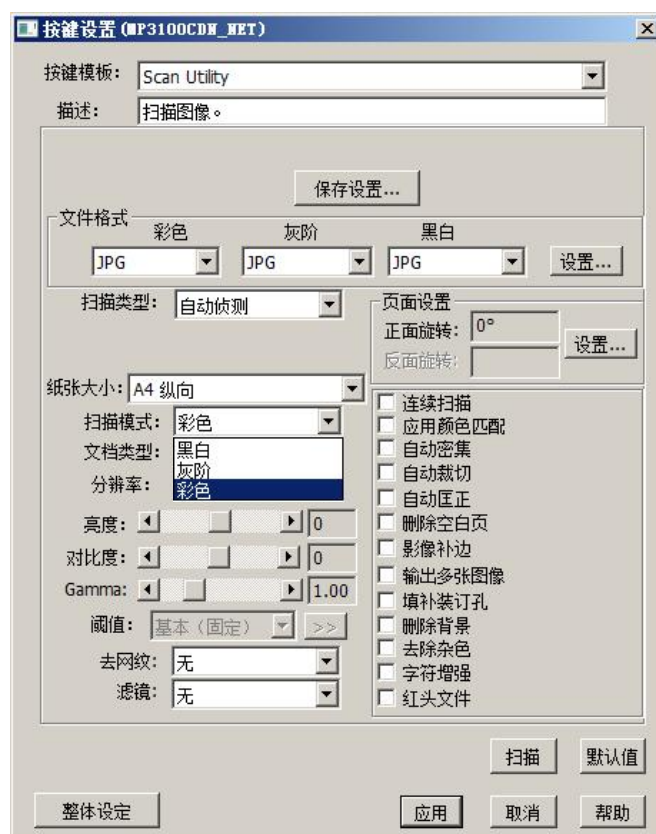 按键设置(MP3100CDN_NET)
按键模板: Scan Utility
描述: 扫描图像。
保存设置...
文件格式
彩色 灰阶 黑白
JPG JPG JPG 设置...
扫描类型: 自动侦测
页面设置
正面旋转: 0° 设置...
反面旋转:
纸张大小: A4 纵向
扫描模式: 彩色
文档类型: 黑白
灰阶
分辨率: 彩色
亮度: 0
对比度: 0
Gamma: 1.00
阈值: 基本（固定） >>
去网纹: 无
滤镜: 无
连续扫描
应用颜色匹配
自动密集
自动裁切
自动匡正
删除空白页
影像补边
输出多张图像
填补装订孔
删除背景
去除杂色
字符增强
红头文件
扫描 默认值
整体设定 应用 取消 帮助